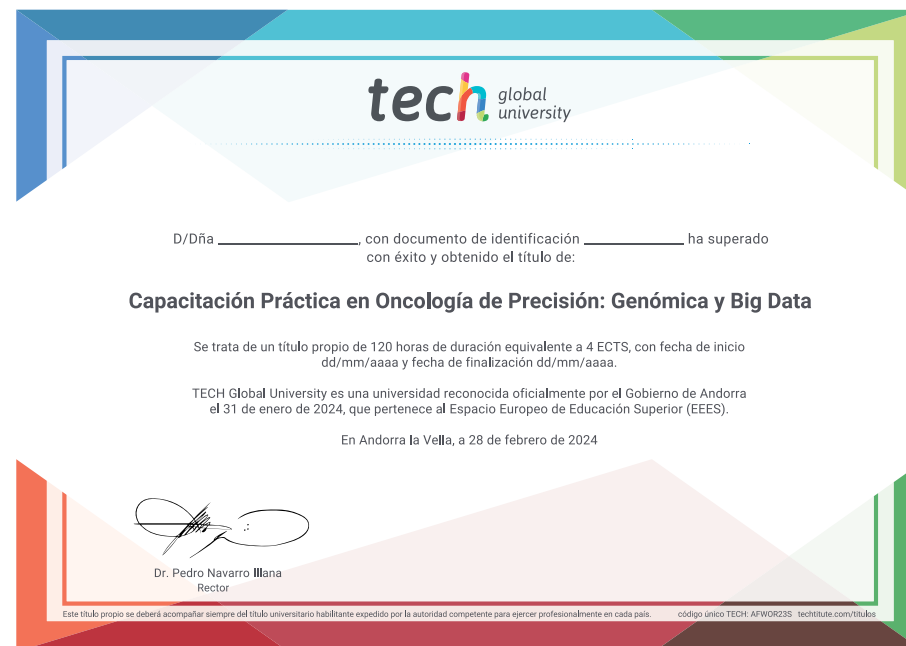 tech global university
D/Dña ______________, con documento de identificación __________ ha superado
con éxito y obtenido el título de:
Capacitación Práctica en Oncología de Precisión: Genómica y Big Data
Se trata de un título propio de 120 horas de duración equivalente a 4 ECTS, con fecha de inicio
dd/mm/aaaa y fecha de finalización dd/mm/aaaa.
TECH Global University es una universidad reconocida oficialmente por el Gobierno de Andorra
el 31 de enero de 2024, que pertenece al Espacio Europeo de Educación Superior (EEES).
En Andorra la Vella, a 28 de febrero de 2024
Dr. Pedro Navarro Illana
Rector
Este título propio se deberá acompañar siempre del título universitario habilitante expedido por la autoridad competente para ejercer profesionalmente en cada país. código único TECH: AFWOR23S techtitute.com/titulos